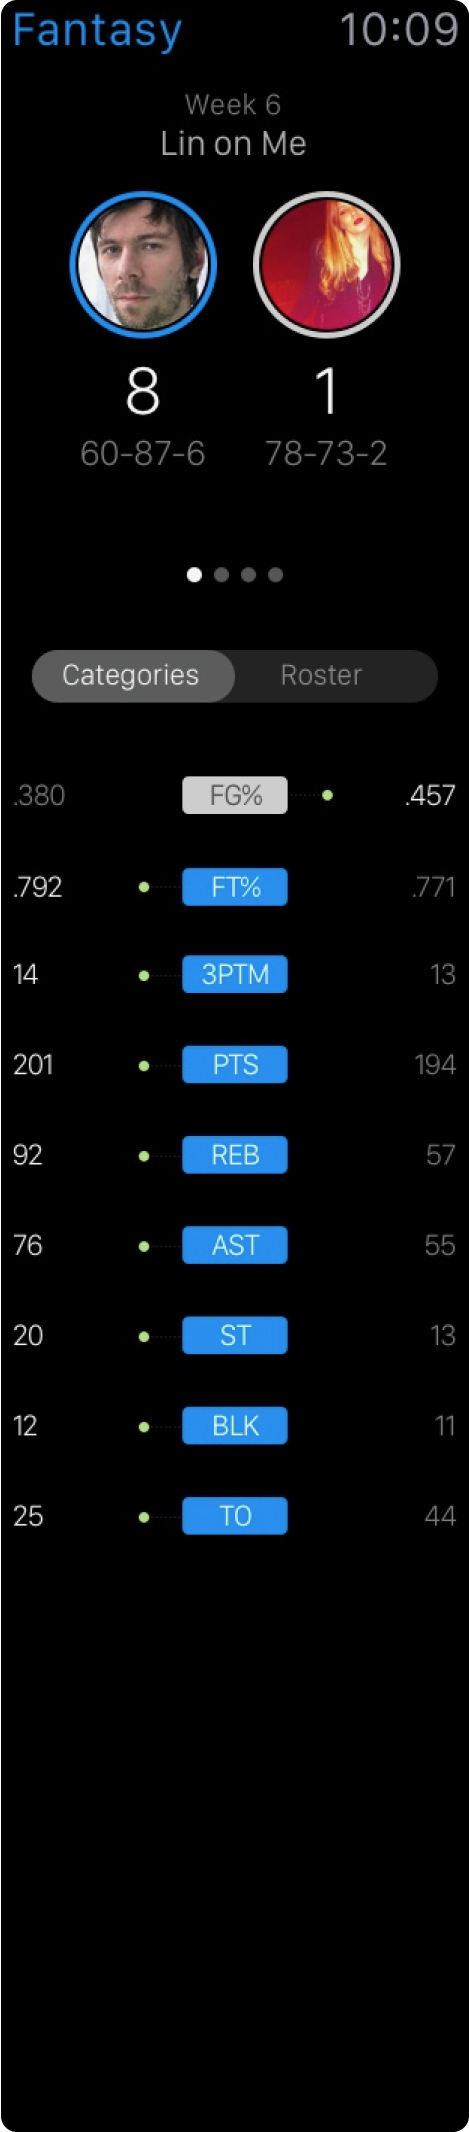 Fantasy 10:09
Week 6
Lin on Me
8 1
60-87-6 78-73-2
Categories Roster
.380 FG% .457
.792 FT% .771
14 3PTM 13
201 PTS 194
92 REB 57
76 AST 55
20 ST 13
12 BLK 11
25 TO 44